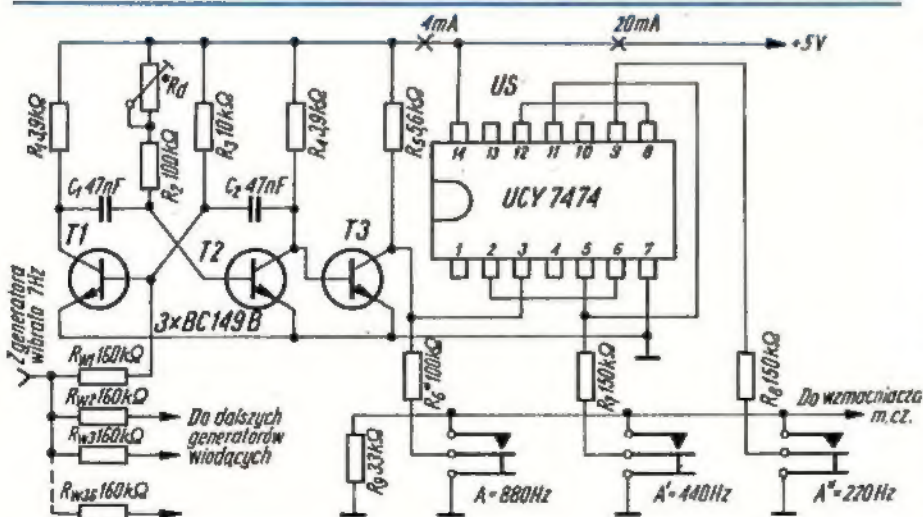 4mA
20mA
+5V
*Rd
R1 3,9kΩ
R2 100kΩ
R3 10kΩ
R4 3,9kΩ
R5 5,6kΩ
US
14 13 12 11 10 9 8
C1 47nF
C2 47nF
UCY 7474
T1
T2
T3
1 2 3 4 5 6 7
3×BC149B
Z generatora
wibrato 7Hz
RW1 160kΩ
RW2 160kΩ
RW3 160kΩ
RW36 160kΩ
Do dalszych
generatorów
wiodących
R6* 100kΩ
R7 150kΩ
R8 150kΩ
R9 33kΩ
Do wzmacniacza
m.cz.
A = 880Hz
A' = 440Hz
A" = 220Hz